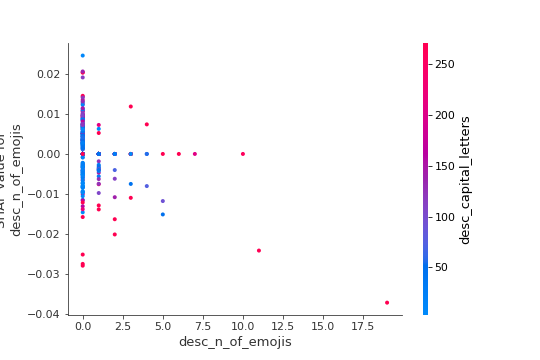 0.02
0.01
0.00
−0.01
−0.02
−0.03
−0.04
SHAP value for
desc_n_of_emojis
0.0 2.5 5.0 7.5 10.0 12.5 15.0 17.5
desc_n_of_emojis
250
200
150
100
50
desc_capital_letters